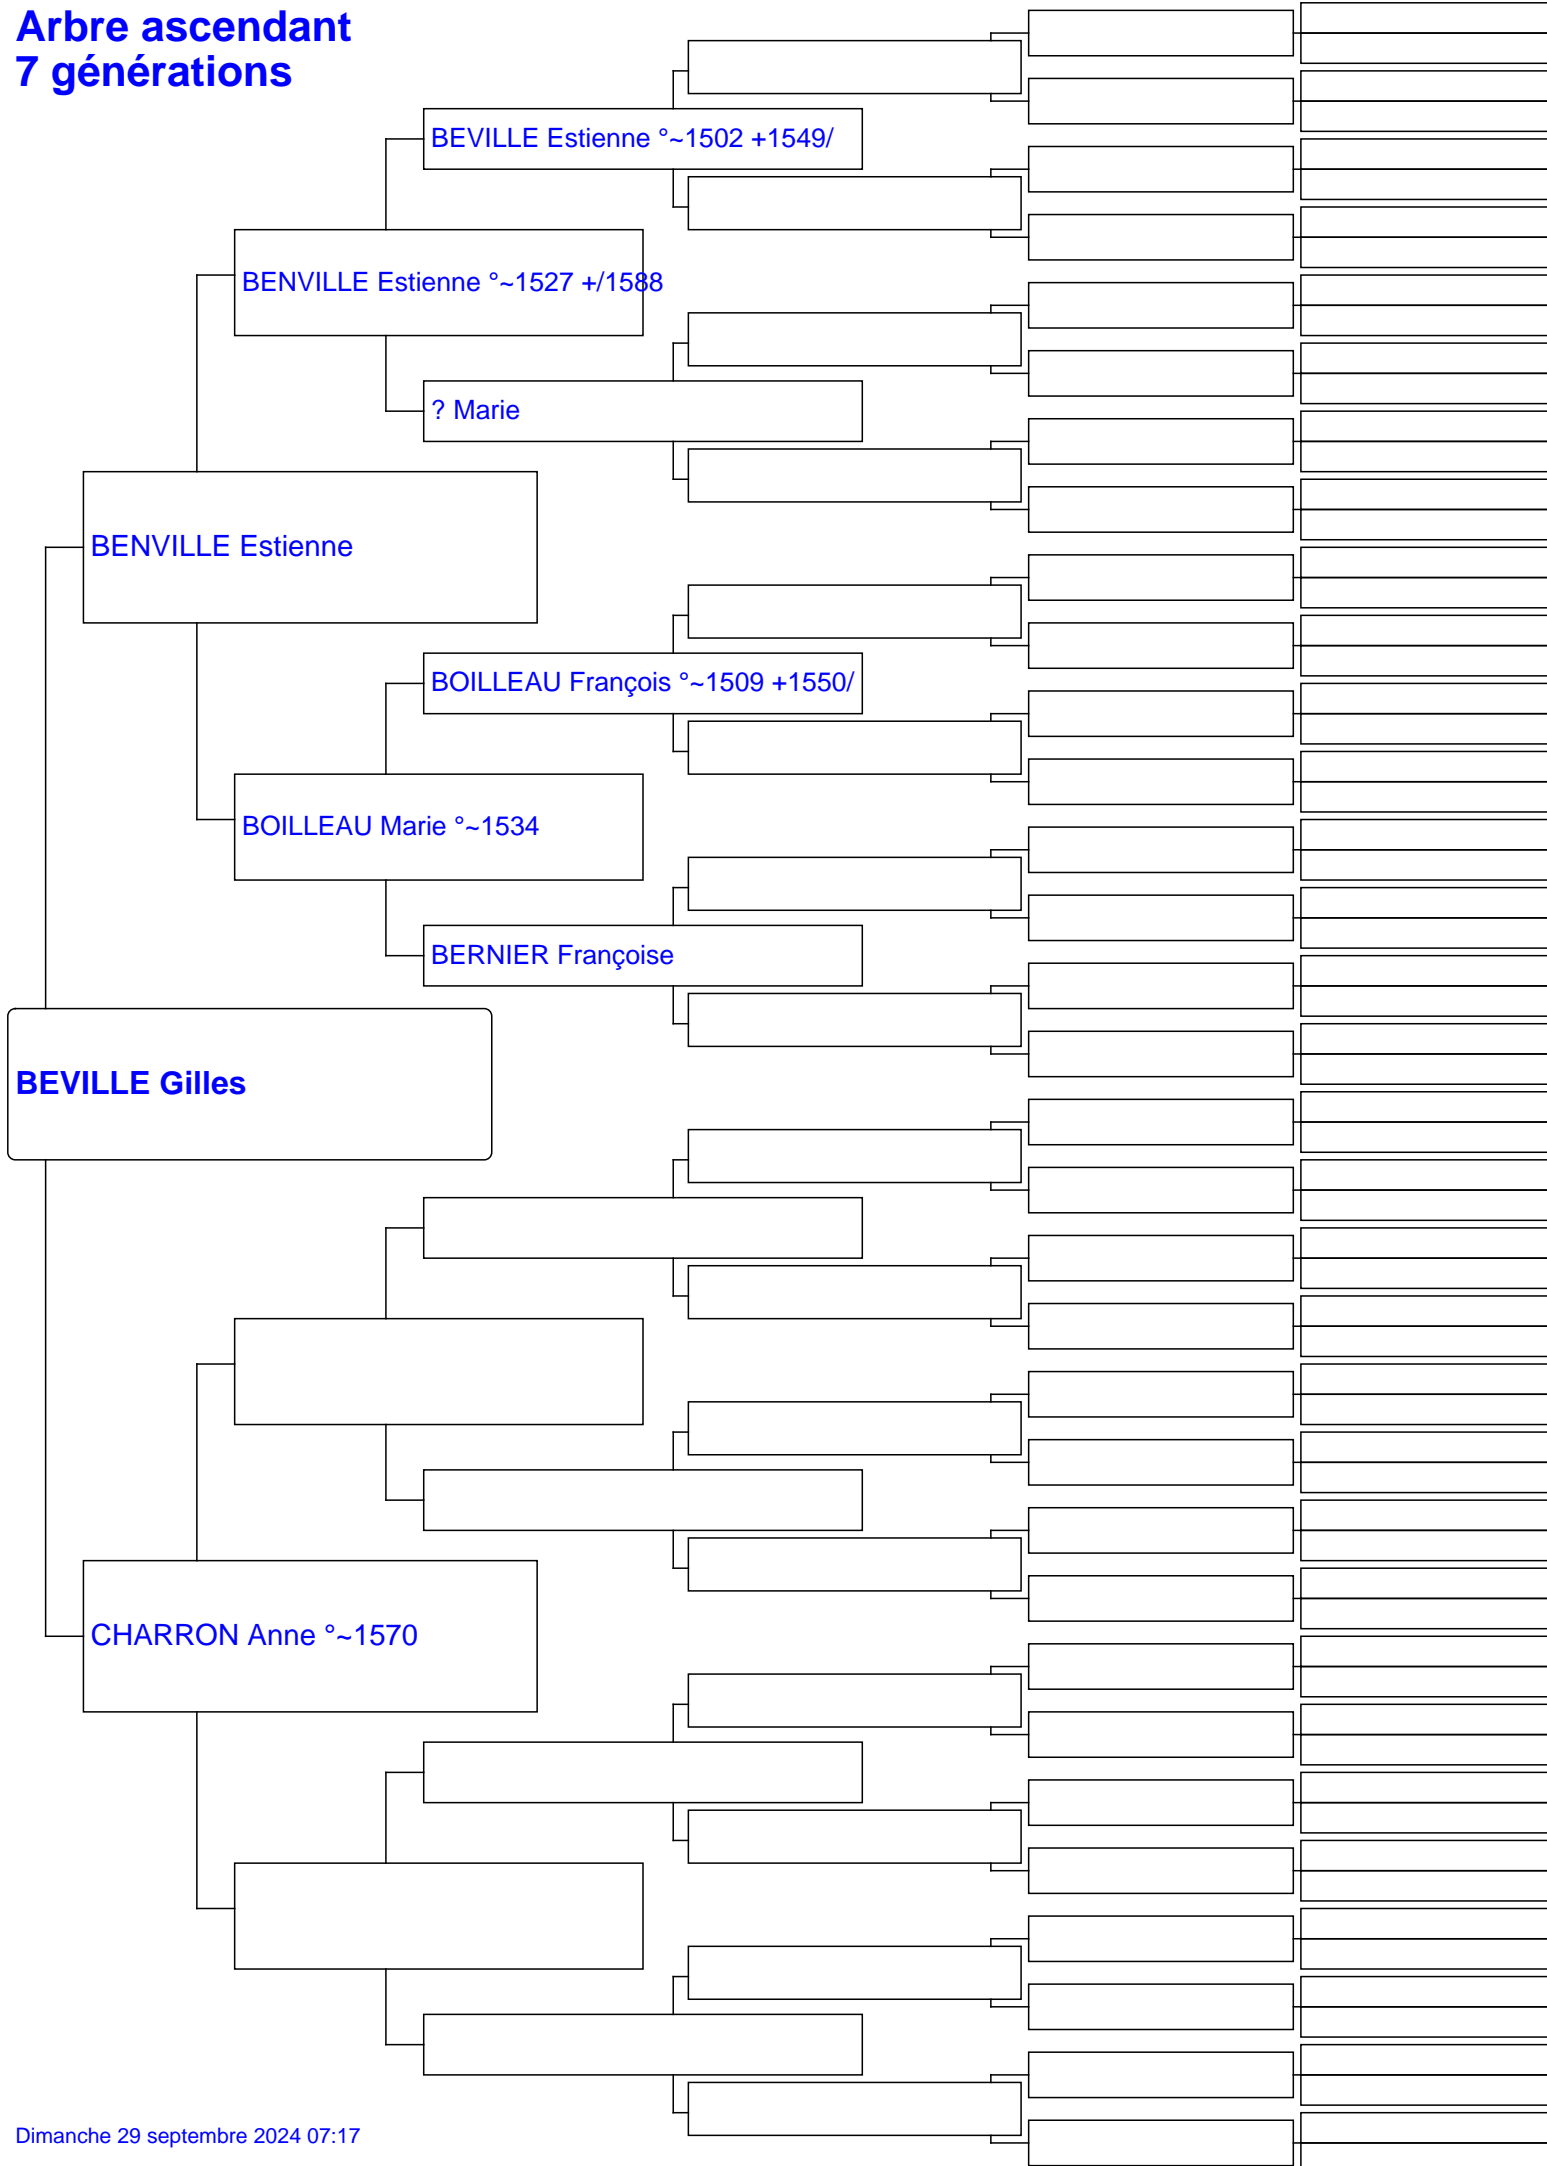 Arbre ascendant
7 générations
BEVILLE Estienne °~1502 +1549/
BENVILLE Estienne °~1527 +/1588
? Marie
BENVILLE Estienne
BOILLEAU François °~1509 +1550/
BOILLEAU Marie °~1534
BERNIER Françoise
BEVILLE Gilles
CHARRON Anne °~1570
Dimanche 29 septembre 2024 07:17